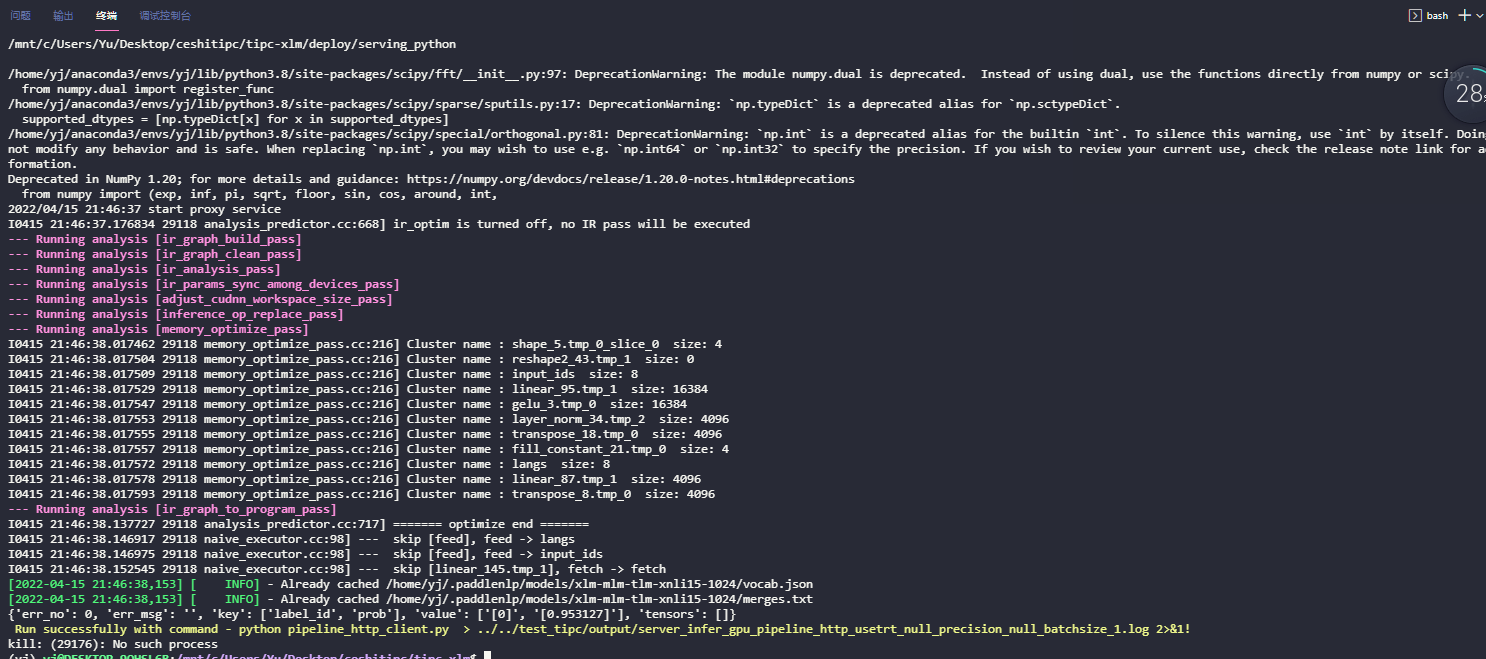 问题 输出 终端 调试控制台 bash
/mnt/c/Users/Yu/Desktop/ceshitipc/tipc-xlm/deploy/serving_python
/home/yj/anaconda3/envs/yj/lib/python3.8/site-packages/scipy/fft/__init__.py:97: DeprecationWarning: The module numpy.dual is deprecated.  Instead of using dual, use the functions directly from numpy or scipy.
  from numpy.dual import register_func
/home/yj/anaconda3/envs/yj/lib/python3.8/site-packages/scipy/sparse/sputils.py:17: DeprecationWarning: `np.typeDict` is a deprecated alias for `np.sctypeDict`.
28
  supported_dtypes = [np.typeDict[x] for x in supported_dtypes]
/home/yj/anaconda3/envs/yj/lib/python3.8/site-packages/scipy/special/orthogonal.py:81: DeprecationWarning: `np.int` is a deprecated alias for the builtin `int`. To silence this warning, use `int` by itself. Doing
not modify any behavior and is safe. When replacing `np.int`, you may wish to use e.g. `np.int64` or `np.int32` to specify the precision. If you wish to review your current use, check the release note link for
formation.
Deprecated in NumPy 1.20; for more details and guidance: https://numpy.org/devdocs/release/1.20.0-notes.html#deprecations
  from numpy import (exp, inf, pi, sqrt, floor, sin, cos, around, int,
2022/04/15 21:46:37 start proxy service
I0415 21:46:37.176834 29118 analysis_predictor.cc:668] ir_optim is turned off, no IR pass will be executed
--- Running analysis [ir_graph_build_pass]
--- Running analysis [ir_graph_clean_pass]
--- Running analysis [ir_analysis_pass]
--- Running analysis [ir_params_sync_among_devices_pass]
--- Running analysis [adjust_cudnn_workspace_size_pass]
--- Running analysis [inference_op_replace_pass]
--- Running analysis [memory_optimize_pass]
I0415 21:46:38.017462 29118 memory_optimize_pass.cc:216] Cluster name : shape_5.tmp_0_slice_0  size: 4
I0415 21:46:38.017504 29118 memory_optimize_pass.cc:216] Cluster name : reshape2_43.tmp_1  size: 0
I0415 21:46:38.017509 29118 memory_optimize_pass.cc:216] Cluster name : input_ids  size: 8
I0415 21:46:38.017529 29118 memory_optimize_pass.cc:216] Cluster name : linear_95.tmp_1  size: 16384
I0415 21:46:38.017547 29118 memory_optimize_pass.cc:216] Cluster name : gelu_3.tmp_0  size: 16384
I0415 21:46:38.017553 29118 memory_optimize_pass.cc:216] Cluster name : layer_norm_34.tmp_2  size: 4096
I0415 21:46:38.017555 29118 memory_optimize_pass.cc:216] Cluster name : transpose_18.tmp_0  size: 4096
I0415 21:46:38.017557 29118 memory_optimize_pass.cc:216] Cluster name : fill_constant_21.tmp_0  size: 4
I0415 21:46:38.017572 29118 memory_optimize_pass.cc:216] Cluster name : langs  size: 8
I0415 21:46:38.017578 29118 memory_optimize_pass.cc:216] Cluster name : linear_87.tmp_1  size: 4096
I0415 21:46:38.017593 29118 memory_optimize_pass.cc:216] Cluster name : transpose_8.tmp_0  size: 4096
--- Running analysis [ir_graph_to_program_pass]
I0415 21:46:38.137727 29118 analysis_predictor.cc:717] ======= optimize end =======
I0415 21:46:38.146917 29118 naive_executor.cc:98] ---  skip [feed], feed -> langs
I0415 21:46:38.146975 29118 naive_executor.cc:98] ---  skip [feed], feed -> input_ids
I0415 21:46:38.152545 29118 naive_executor.cc:98] ---  skip [linear_145.tmp_1], fetch -> fetch
[2022-04-15 21:46:38,153] [    INFO] - Already cached /home/yj/.paddlenlp/models/xlm-mlm-tlm-xnli15-1024/vocab.json
[2022-04-15 21:46:38,153] [    INFO] - Already cached /home/yj/.paddlenlp/models/xlm-mlm-tlm-xnli15-1024/merges.txt
{'err_no': 0, 'err_msg': '', 'key': ['label_id', 'prob'], 'value': ['[0]', '[0.953127]'], 'tensors': []}
 Run successfully with command - python pipeline_http_client.py  > ../../test_tipc/output/server_infer_gpu_pipeline_http_usetrt_null_precision_null_batchsize_1.log 2>&1!
kill: (29176): No such process
(yj) yj@DESKTOP-9QHSL6B:/mnt/c/Users/Yu/Desktop/ceshitipc/tipc-xlm$